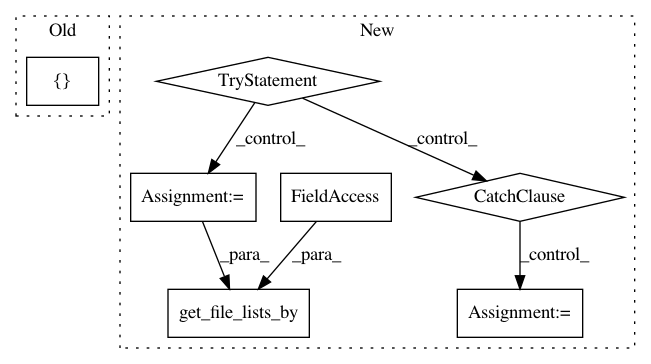 Old
New
{}
TryStatement
_control_
_control_
Assignment:=
FieldAccess
CatchClause
_para_
_para_
_control_
get_file_lists_by
Assignment:=